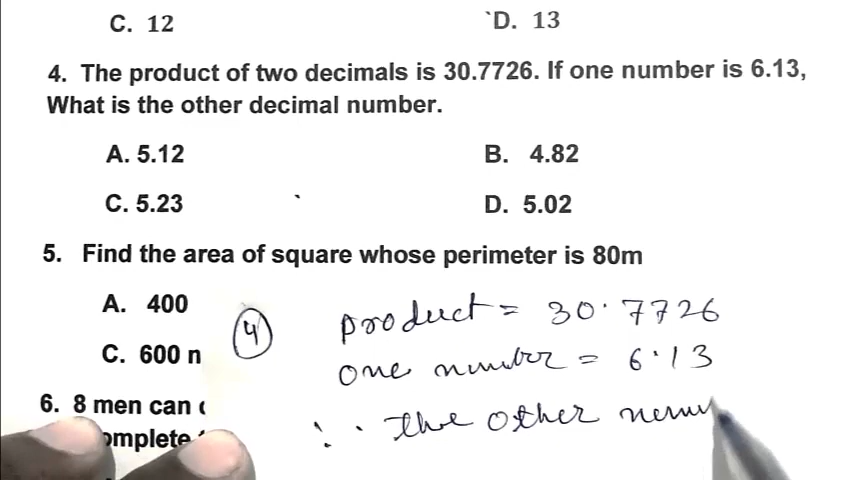 C. 12
D. 13
4. The product of two decimals is 30.7726. If one number is 6.13,
What is the other decimal number.
A. 5.12
B. 4.82
C. 5.23
D. 5.02
5. Find the area of square whose perimeter is 80m
A. 400
C. 600
6. 8 men can
4
product = 30.7726
one number = 6.13
∴ the other